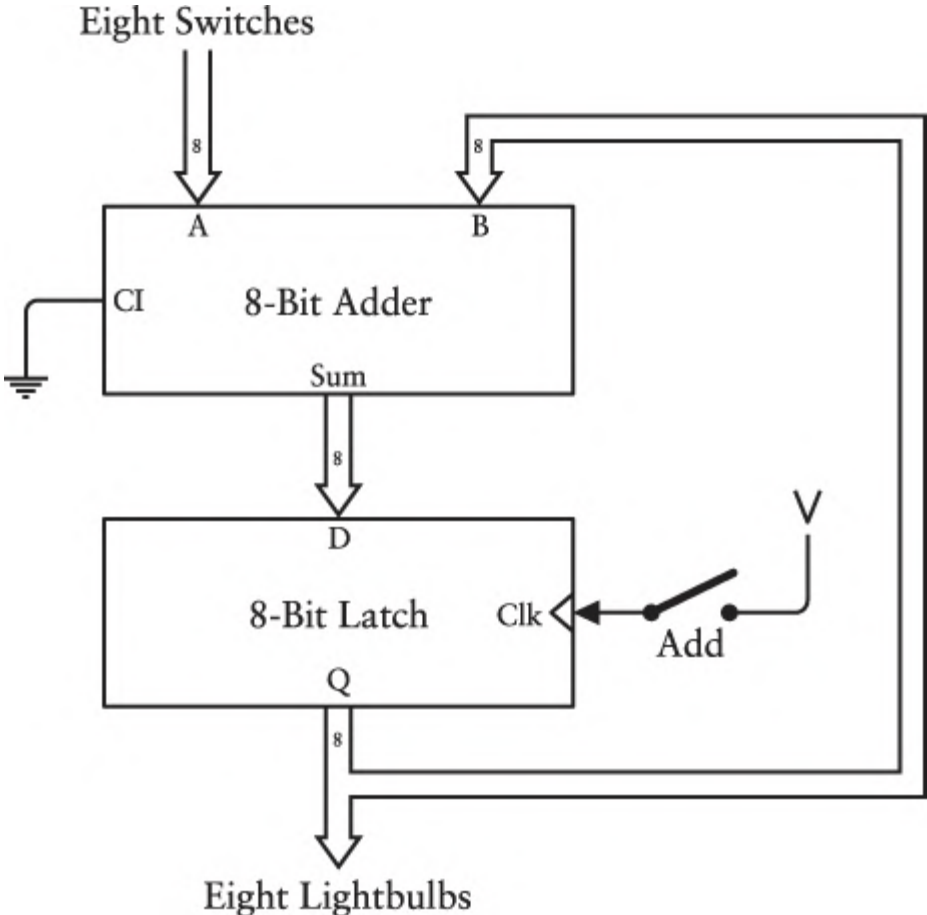 Eight Switches
8
8
A
B
CI
8-Bit Adder
Sum
8
V
D
8-Bit Latch
Clk
Add
Q
8
Eight Lightbulbs